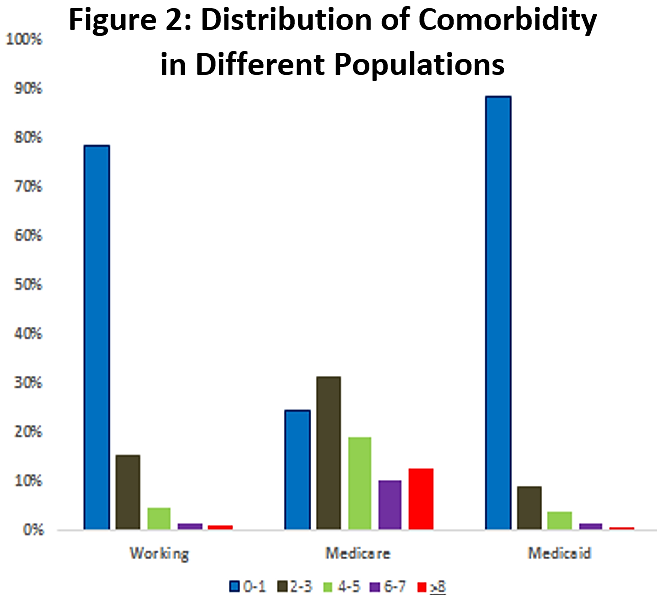 Figure 2: Distribution of Comorbidity
in Different Populations
100%
90%
80%
70%
60%
50%
40%
30%
20%
10%
0%
Working Medicare Medicaid
0-1 2-3 4-5 6-7 ≥8